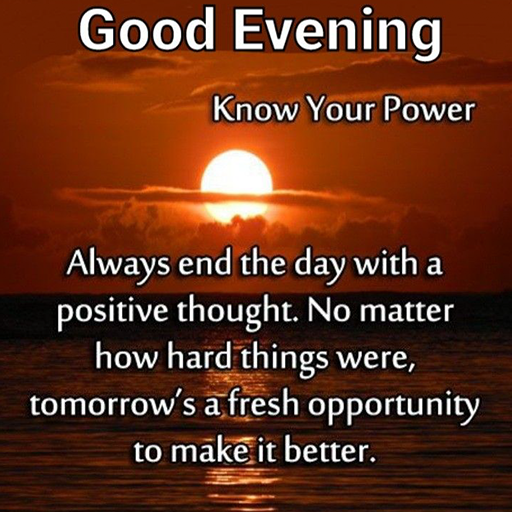 Good Evening
Know Your Power
Always end the day with a
positive thought. No matter
how hard things were,
tomorrow's a fresh opportunity
to make it better.